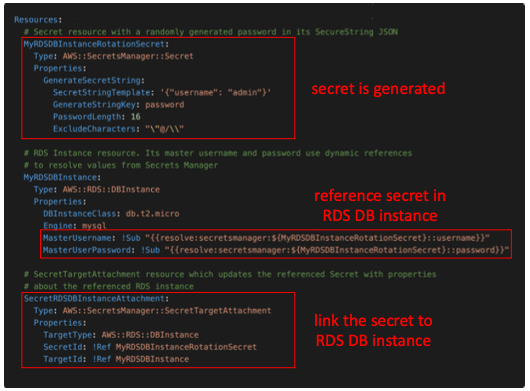 Resources:
# Secret resource with a randomly generated password in its SecureString JSON
MyRDSDBInstanceRotationSecret:
Type: AWS::SecretsManager::Secret
Properties:
GenerateSecretString:
SecretStringTemplate: '{"username": "admin"}'
GenerateStringKey: password
PasswordLength: 16
ExcludeCharacters: "\"@/\\"
secret is generated
# RDS Instance resource. Its master username and password use dynamic references
# to resolve values from Secrets Manager
MyRDSDBInstance:
Type: AWS::RDS::DBInstance
Properties:
DBInstanceClass: db.t2.micro
Engine: mysql
MasterUsername: !Sub "{{resolve:secretsmanager:${MyRDSDBInstanceRotationSecret}::username}}"
MasterUserPassword: !Sub "{{resolve:secretsmanager:${MyRDSDBInstanceRotationSecret}::password}}"
reference secret in
RDS DB instance
# SecretTargetAttachment resource which updates the referenced Secret with properties
# about the referenced RDS instance
SecretRDSDBInstanceAttachment:
Type: AWS::SecretsManager::SecretTargetAttachment
Properties:
TargetType: AWS::RDS::DBInstance
SecretId: !Ref MyRDSDBInstanceRotationSecret
TargetId: !Ref MyRDSDBInstance
link the secret to
RDS DB instance